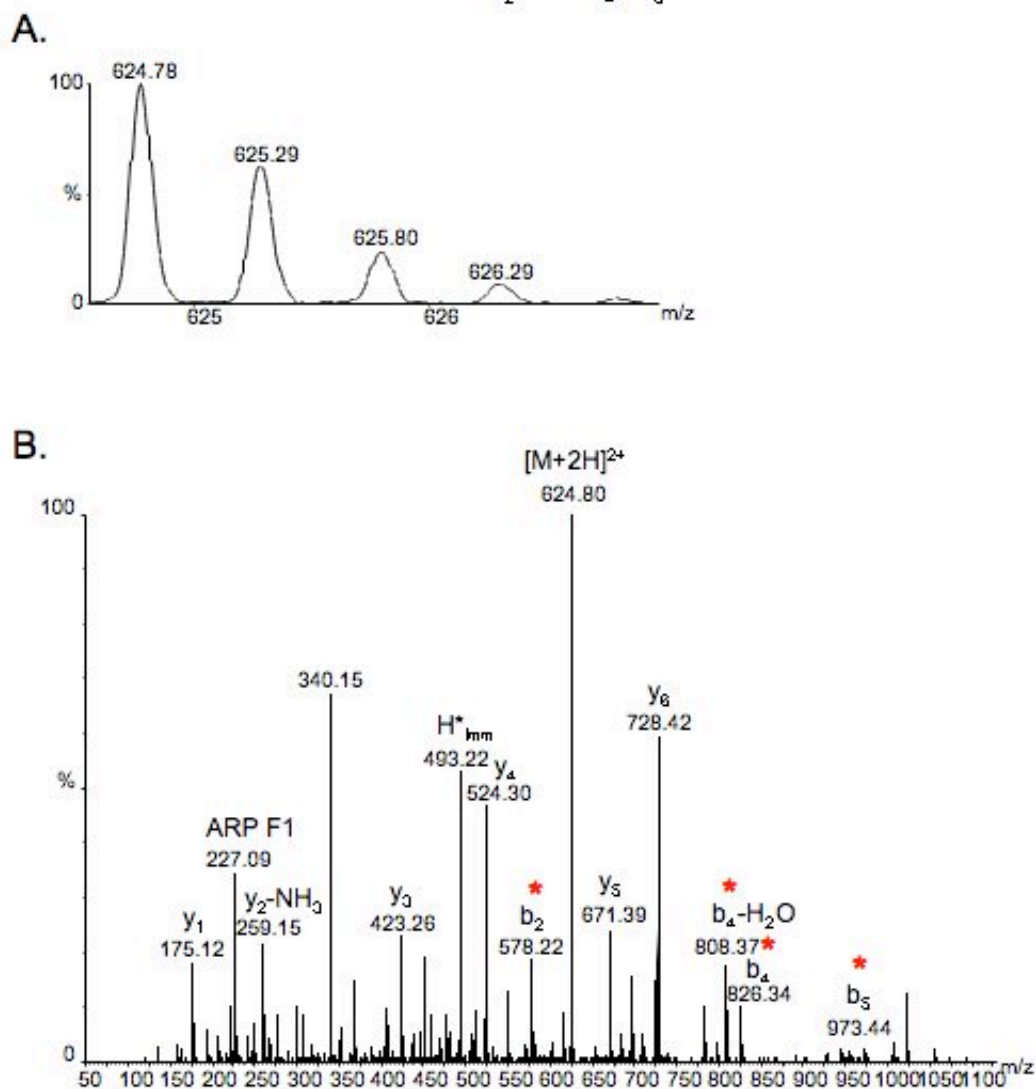 A.
624.78
100
625.29
%
625.80
626.29
0
625
626
m/z
B.
[M+2H]²⁺
624.80
100
340.15
y₆
728.42
H*Imm
493.22
y₄
524.30
%
ARP F1
227.09
y₂-NH₃
259.15
y₁
175.12
y₃
423.26
*
b₂
578.22
y₅
671.39
*
b₄-H₂O
808.37
*
b₄
826.34
*
b₅
973.44
0
50 100 150 200 250 300 350 400 450 500 550 600 650 700 750 800 850 900 950 1000 1050 1100
m/z